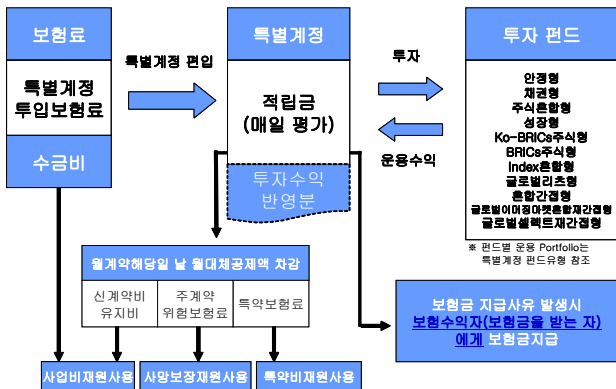 보험료
특별계정
투입보험료
수금비
특별계정 편입
특별계정
적립금
(매일 평가)
투자수익
반영분
투자
운용수익
투자 펀드
안정형
채권형
주식혼합형
성장형
Ko-BRICs주식형
BRICs주식형
Index혼합형
글로벌리츠형
혼합간접형
글로벌이머징마켓혼합재간접형
글로벌셀렉트재간접형
※ 펀드별 운용 Portfolio는
특별계정 펀드유형 참조
월계약해당일 날 월대체공제액 차감
신계약비
유지비
주계약
위험보험료
특약보험료
사업비재원사용
사망보장재원사용
특약비재원사용
보험금 지급사유 발생시
보험수익자(보험금을 받는 자)
에게 보험금지급